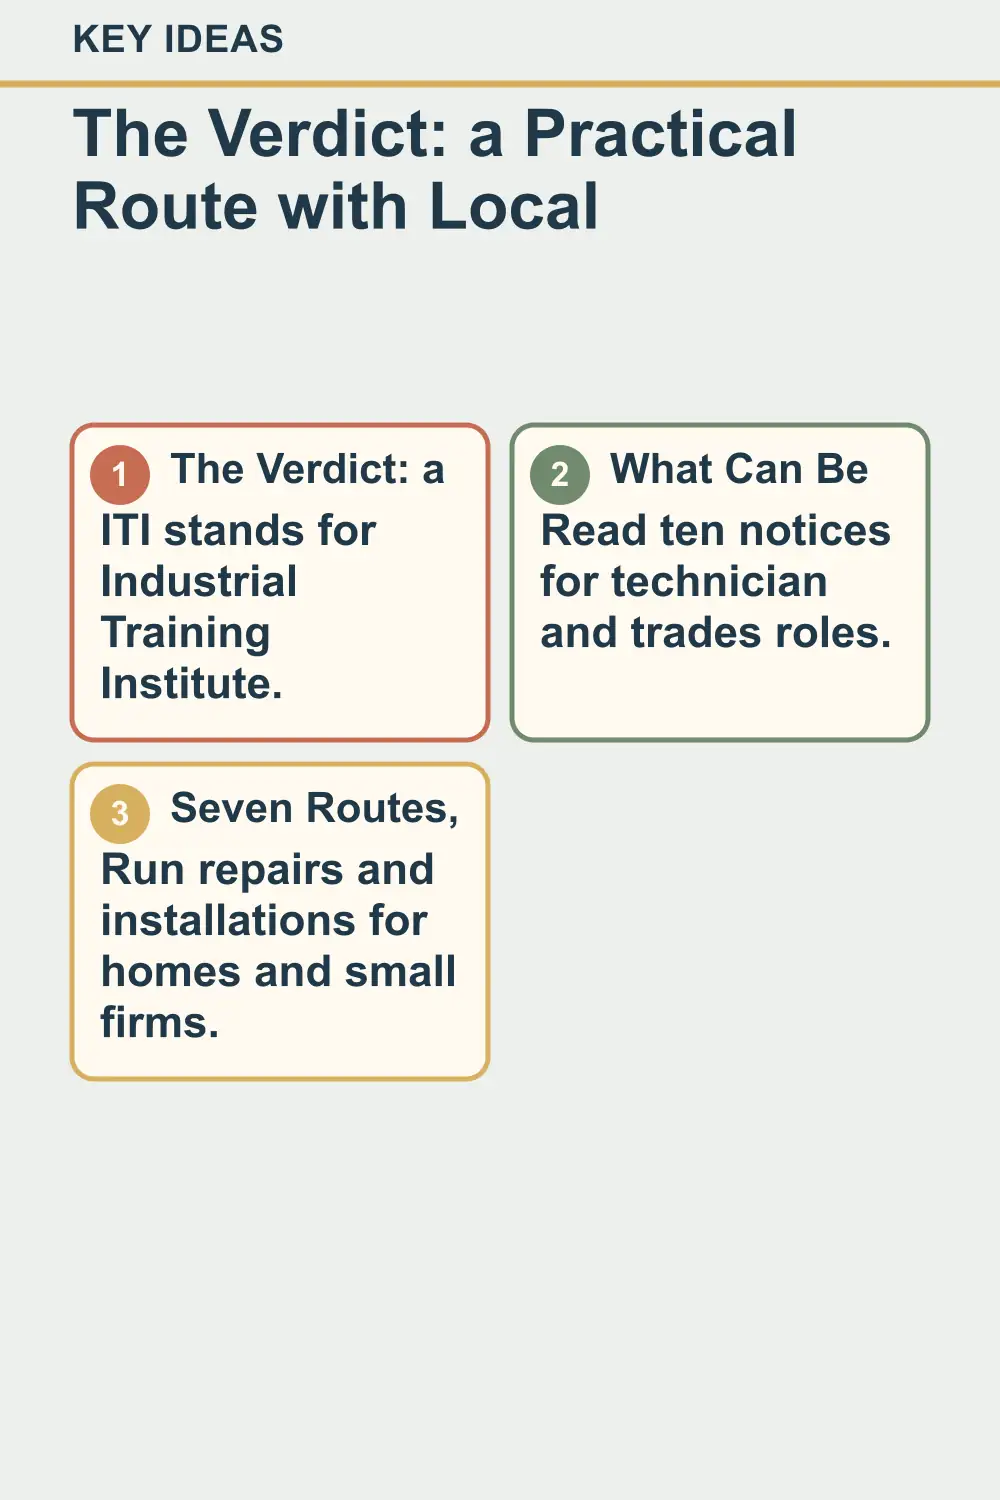 KEY IDEAS
The Verdict: a Practical
Route with Local
1 The Verdict: a
ITI stands for
Industrial
Training
Institute.
2 What Can Be
Read ten notices
for technician
and trades roles.
3 Seven Routes,
Run repairs and
installations for
homes and small
firms.